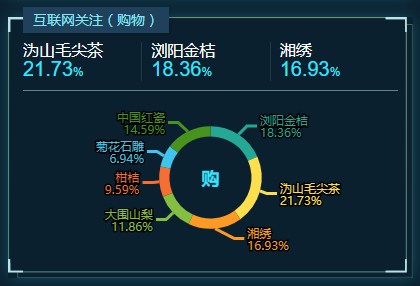 互联网关注（购物）
沩山毛尖茶 浏阳金桔 湘绣
21.73% 18.36% 16.93%
中国红瓷
14.59%
浏阳金桔
18.36%
菊花石雕
6.94%
柑桔
9.59%
购
沩山毛尖茶
21.73%
大围山梨
11.86%
湘绣
16.93%